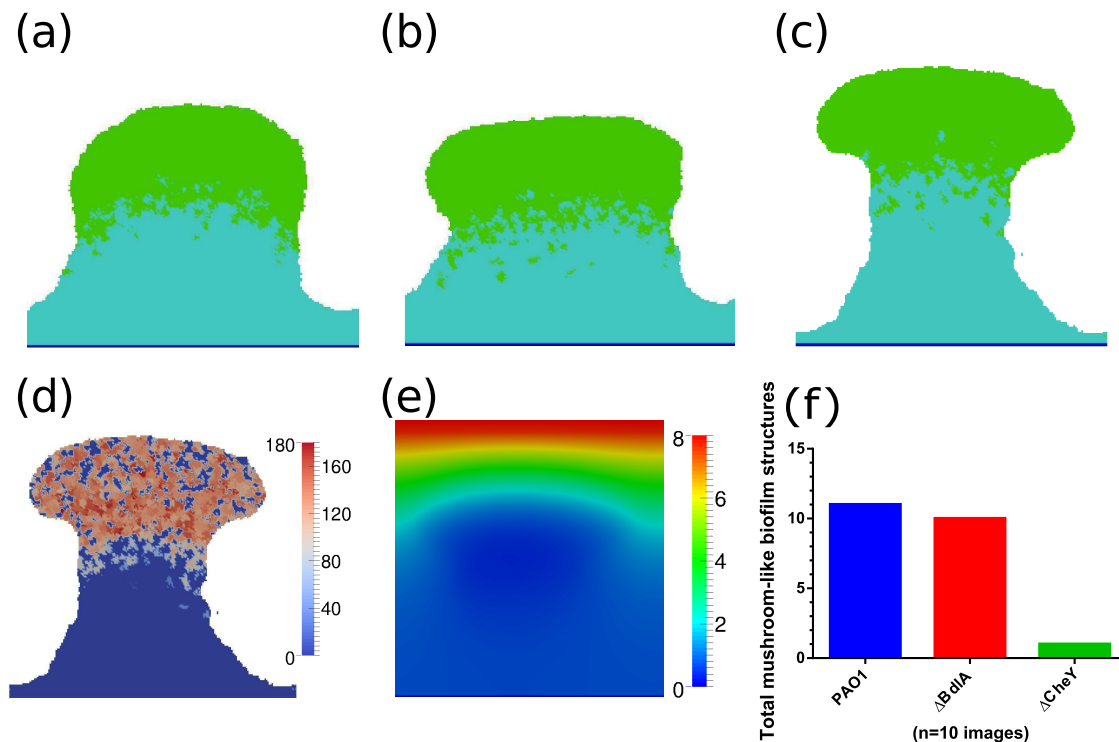 (a)
(b)
(c)
(d)
180
160
120
80
40
0
(e)
8
6
4
2
0
(f)
Total mushroom-like biofilm structures
15
10
5
0
PAO1
ΔBdlA
ΔCheY
(n=10 images)